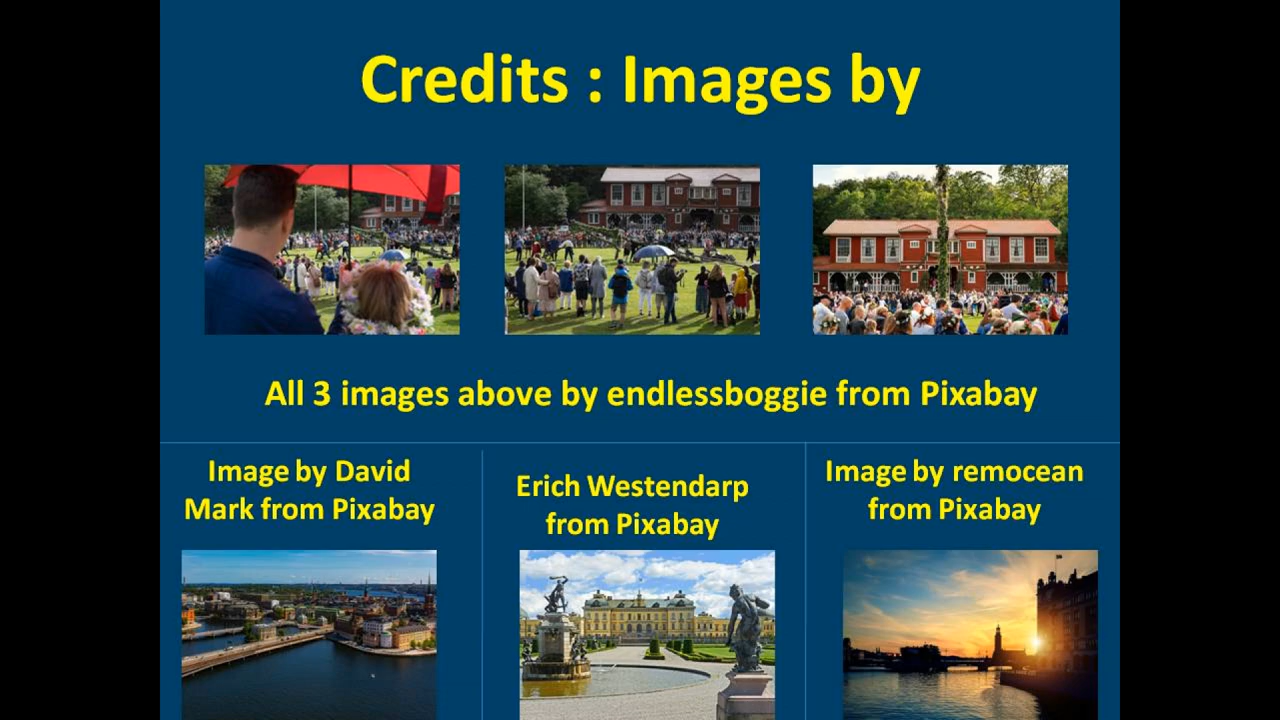 Credits : Images by
All 3 images above by endlessboggie from Pixabay
Image by David
Mark from Pixabay
Erich Westendarp
from Pixabay
Image by remocean
from Pixabay